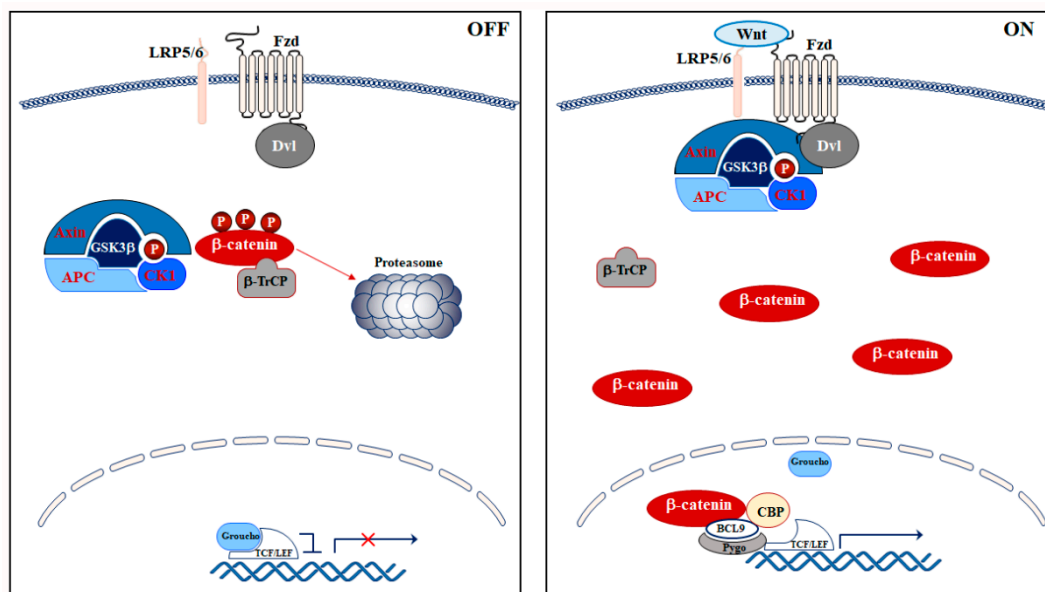 OFF
LRP5/6
Fzd
Dvl
Axin
GSK3β
P
APC
CK1
P
P
P
β-catenin
β-TrCP
Proteasome
Groucho
TCF/LEF
ON
Wnt
Fzd
LRP5/6
Axin
Dvl
GSK3β
P
APC
CK1
β-TrCP
β-catenin
β-catenin
β-catenin
β-catenin
Groucho
β-catenin
CBP
BCL9
Pygo
TCF/LEF